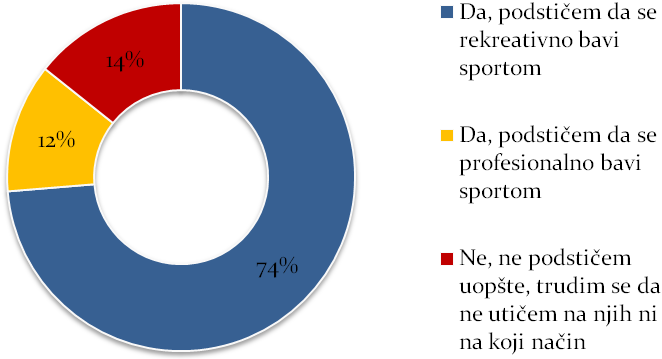 14%
12%
74%
Da, podstičem da se
rekreativno bavi
sportom
Da, podstičem da se
profesionalno bavi
sportom
Ne, ne podstičem
uopšte, trudim se da
ne utičem na njih ni
na koji način